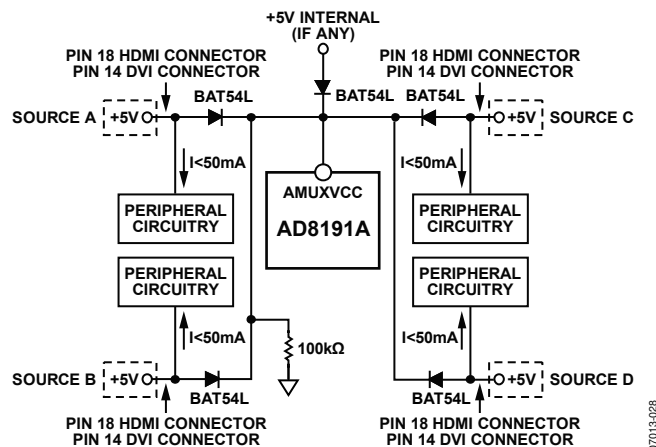 +5V INTERNAL
(IF ANY)
PIN 18 HDMI CONNECTOR
PIN 14 DVI CONNECTOR
PIN 18 HDMI CONNECTOR
PIN 14 DVI CONNECTOR
BAT54L
BAT54L
BAT54L
SOURCE A
+5V
+5V
SOURCE C
I<50mA
I<50mA
AMUXVCC
AD8191A
PERIPHERAL
CIRCUITRY
PERIPHERAL
CIRCUITRY
PERIPHERAL
CIRCUITRY
PERIPHERAL
CIRCUITRY
I<50mA
I<50mA
100kΩ
SOURCE B
+5V
+5V
SOURCE D
BAT54L
BAT54L
PIN 18 HDMI CONNECTOR
PIN 14 DVI CONNECTOR
PIN 18 HDMI CONNECTOR
PIN 14 DVI CONNECTOR
07013-028